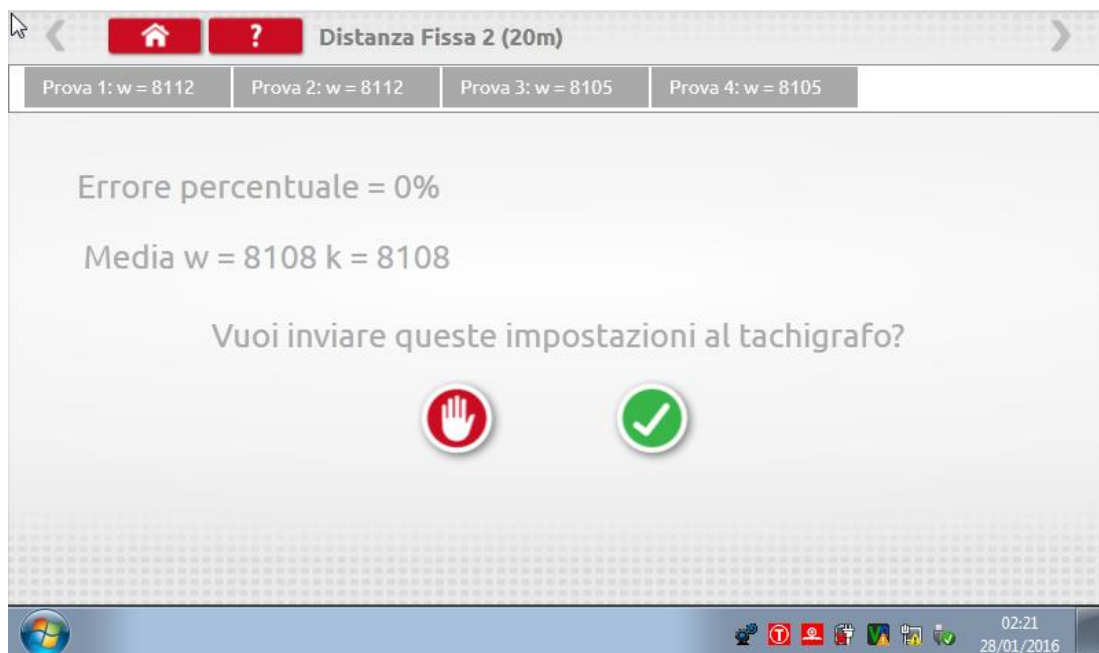 ? Distanza Fissa 2 (20m)
Prova 1: w = 8112 Prova 2: w = 8112 Prova 3: w = 8105 Prova 4: w = 8105
Errore percentuale = 0%
Media w = 8108 k = 8108
Vuoi inviare queste impostazioni al tachigrafo?
02:21
28/01/2016